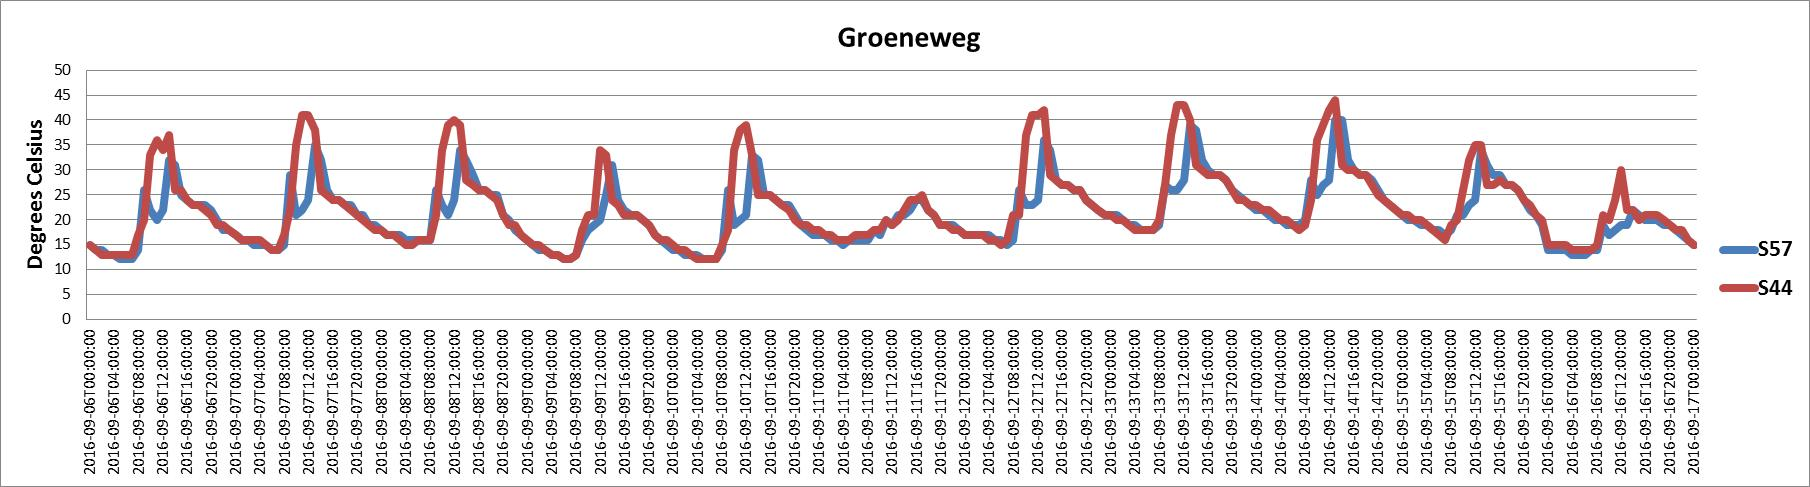 Groeneweg
Degrees Celsius
50
45
40
35
30
25
20
15
10
5
0
S57
S44
2016-09-06T00:00:00
2016-09-06T04:00:00
2016-09-06T08:00:00
2016-09-06T12:00:00
2016-09-06T16:00:00
2016-09-06T20:00:00
2016-09-07T00:00:00
2016-09-07T04:00:00
2016-09-07T08:00:00
2016-09-07T12:00:00
2016-09-07T16:00:00
2016-09-07T20:00:00
2016-09-08T00:00:00
2016-09-08T04:00:00
2016-09-08T08:00:00
2016-09-08T12:00:00
2016-09-08T16:00:00
2016-09-08T20:00:00
2016-09-09T00:00:00
2016-09-09T04:00:00
2016-09-09T08:00:00
2016-09-09T12:00:00
2016-09-09T16:00:00
2016-09-09T20:00:00
2016-09-10T00:00:00
2016-09-10T04:00:00
2016-09-10T08:00:00
2016-09-10T12:00:00
2016-09-10T16:00:00
2016-09-10T20:00:00
2016-09-11T00:00:00
2016-09-11T04:00:00
2016-09-11T08:00:00
2016-09-11T12:00:00
2016-09-11T16:00:00
2016-09-11T20:00:00
2016-09-12T00:00:00
2016-09-12T04:00:00
2016-09-12T08:00:00
2016-09-12T12:00:00
2016-09-12T16:00:00
2016-09-12T20:00:00
2016-09-13T00:00:00
2016-09-13T04:00:00
2016-09-13T08:00:00
2016-09-13T12:00:00
2016-09-13T16:00:00
2016-09-13T20:00:00
2016-09-14T00:00:00
2016-09-14T04:00:00
2016-09-14T08:00:00
2016-09-14T12:00:00
2016-09-14T16:00:00
2016-09-14T20:00:00
2016-09-15T00:00:00
2016-09-15T04:00:00
2016-09-15T08:00:00
2016-09-15T12:00:00
2016-09-15T16:00:00
2016-09-15T20:00:00
2016-09-16T00:00:00
2016-09-16T04:00:00
2016-09-16T08:00:00
2016-09-16T12:00:00
2016-09-16T16:00:00
2016-09-16T20:00:00
2016-09-17T00:00:00